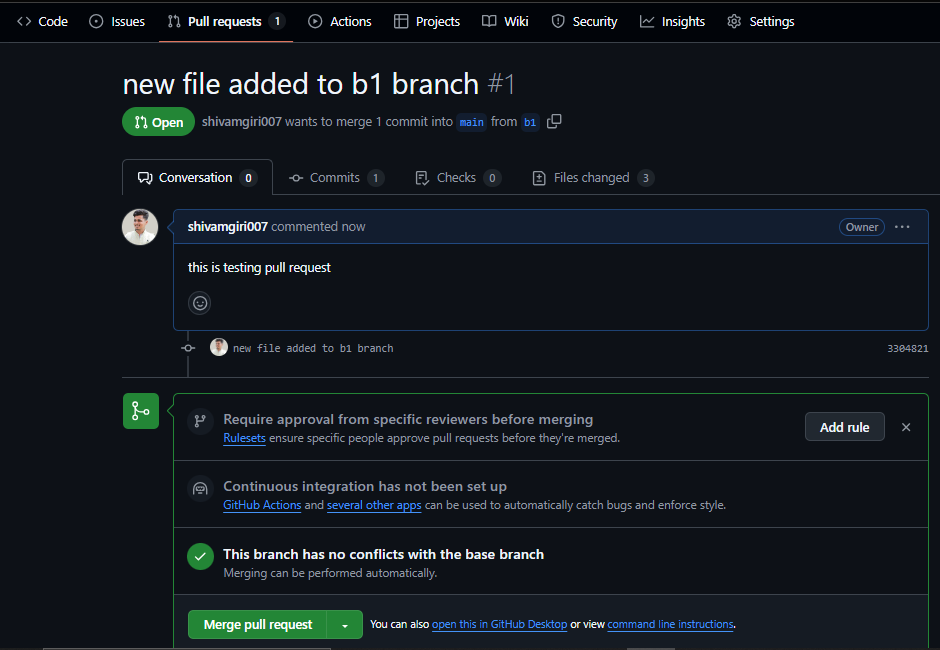 Code Issues Pull requests 1 Actions Projects Wiki Security Insights Settings
new file added to b1 branch #1
Open shivamgiri007 wants to merge 1 commit into main from b1
Conversation 0 Commits 1 Checks 0 Files changed 3
shivamgiri007 commented now Owner
this is testing pull request
new file added to b1 branch 3304821
Require approval from specific reviewers before merging
Rulesets ensure specific people approve pull requests before they're merged.
Add rule
Continuous integration has not been set up
GitHub Actions and several other apps can be used to automatically catch bugs and enforce style.
This branch has no conflicts with the base branch
Merging can be performed automatically.
Merge pull request You can also open this in GitHub Desktop or view command line instructions.